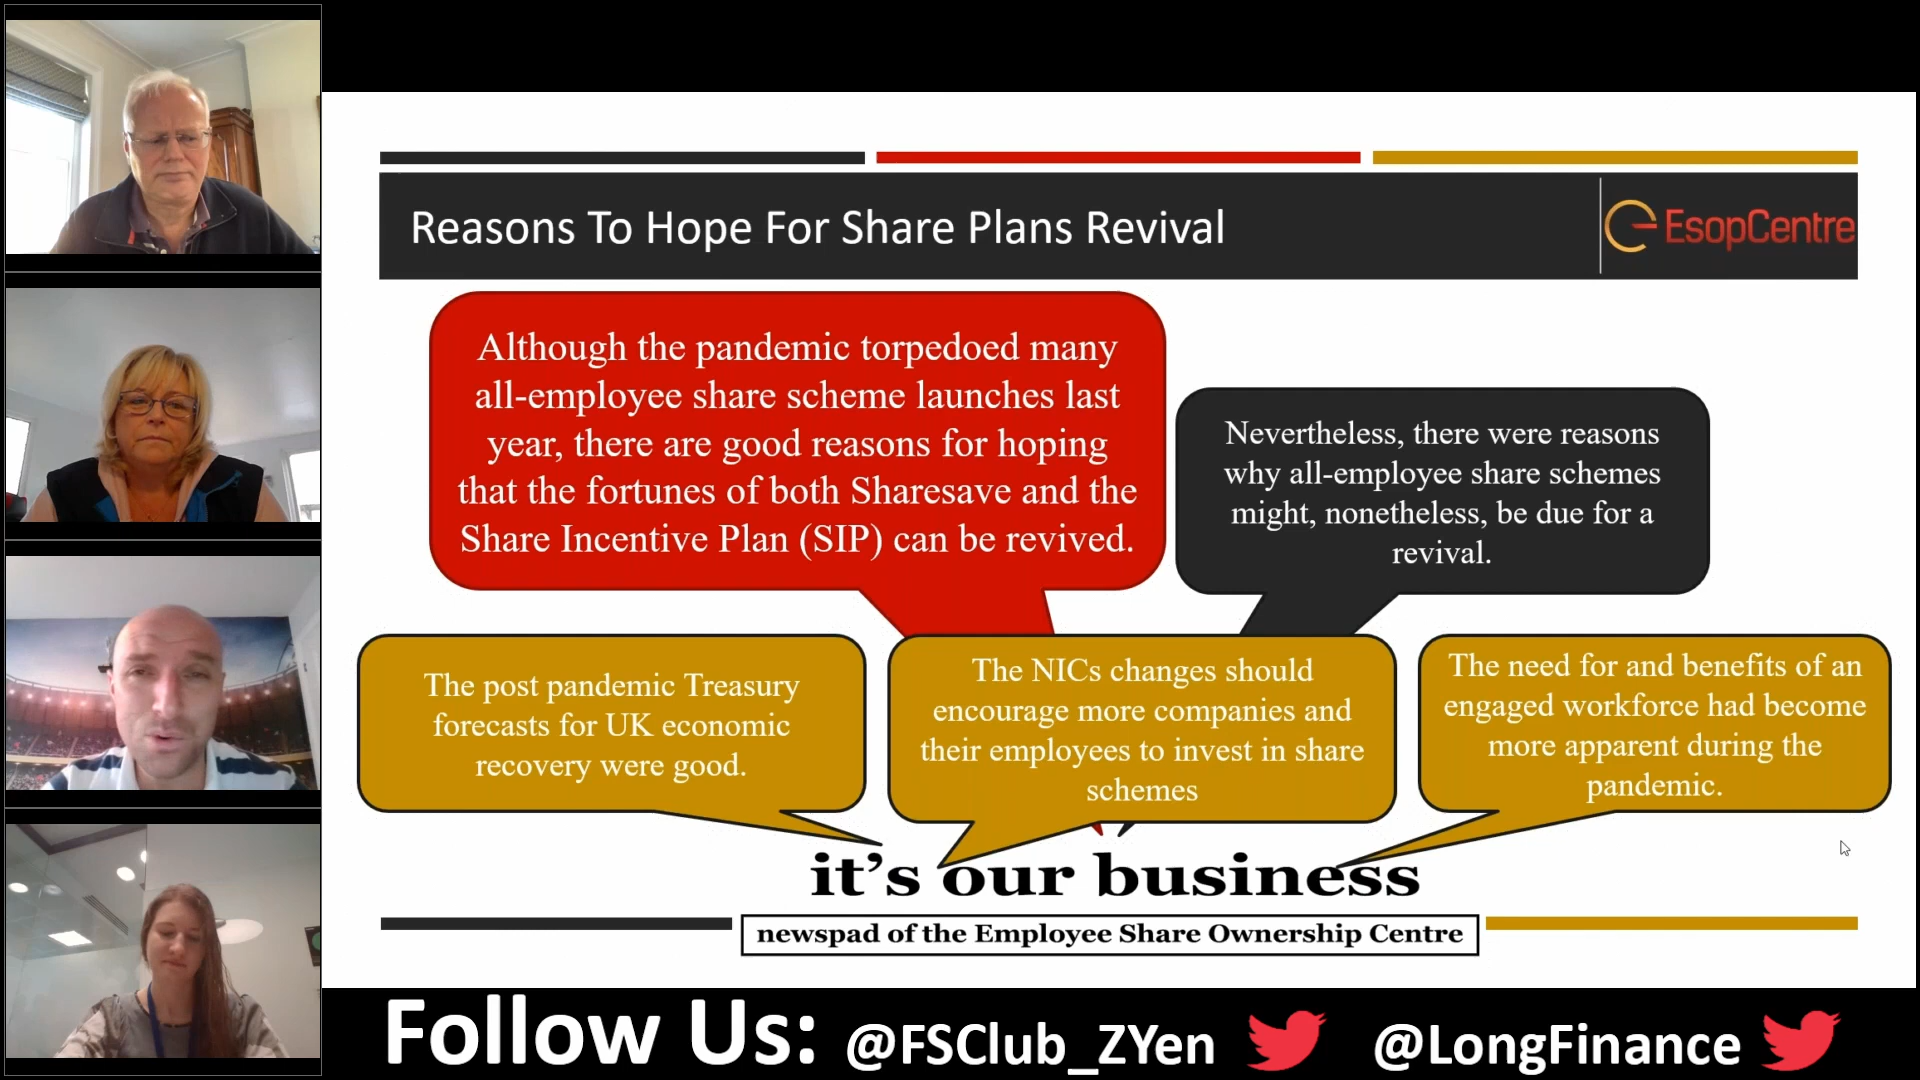 Reasons To Hope For Share Plans Revival
EsopCentre
Although the pandemic torpedoed many
all-employee share scheme launches last
year, there are good reasons for hoping
that the fortunes of both Sharesave and the
Share Incentive Plan (SIP) can be revived.
Nevertheless, there were reasons
why all-employee share schemes
might, nonetheless, be due for a
revival.
The post pandemic Treasury
forecasts for UK economic
recovery were good.
The NICs changes should
encourage more companies and
their employees to invest in share
schemes
The need for and benefits of an
engaged workforce had become
more apparent during the
pandemic.
it's our business
newspad of the Employee Share Ownership Centre
Follow Us: @FSClub_ZYen @LongFinance